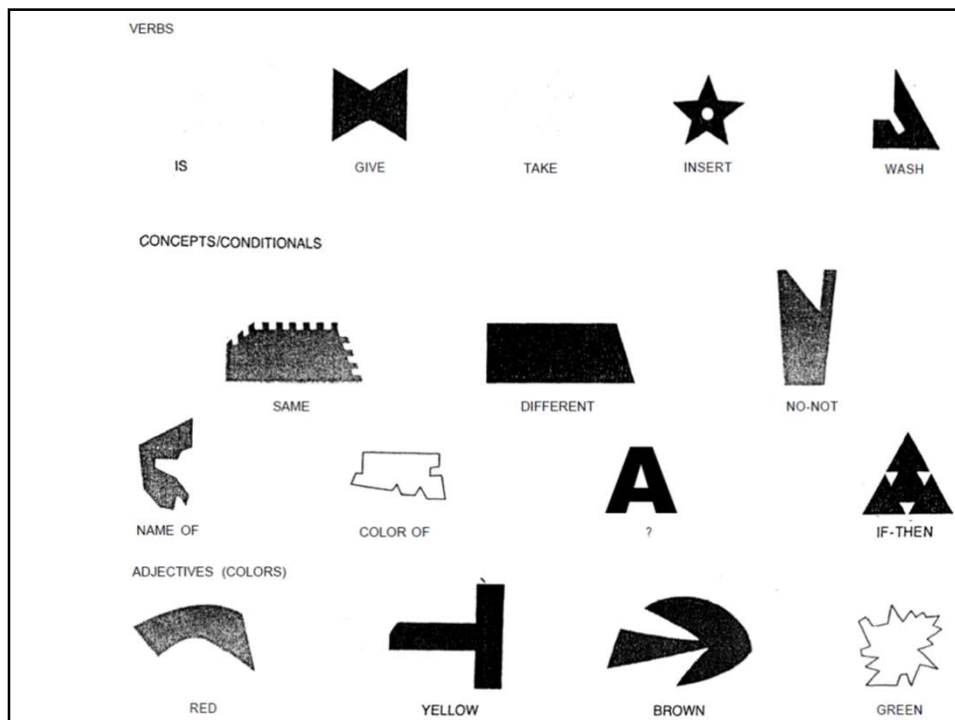 VERBS
IS GIVE TAKE INSERT WASH
CONCEPTS/CONDITIONALS
SAME DIFFERENT NO-NOT
NAME OF COLOR OF ? IF-THEN
ADJECTIVES (COLORS)
RED YELLOW BROWN GREEN